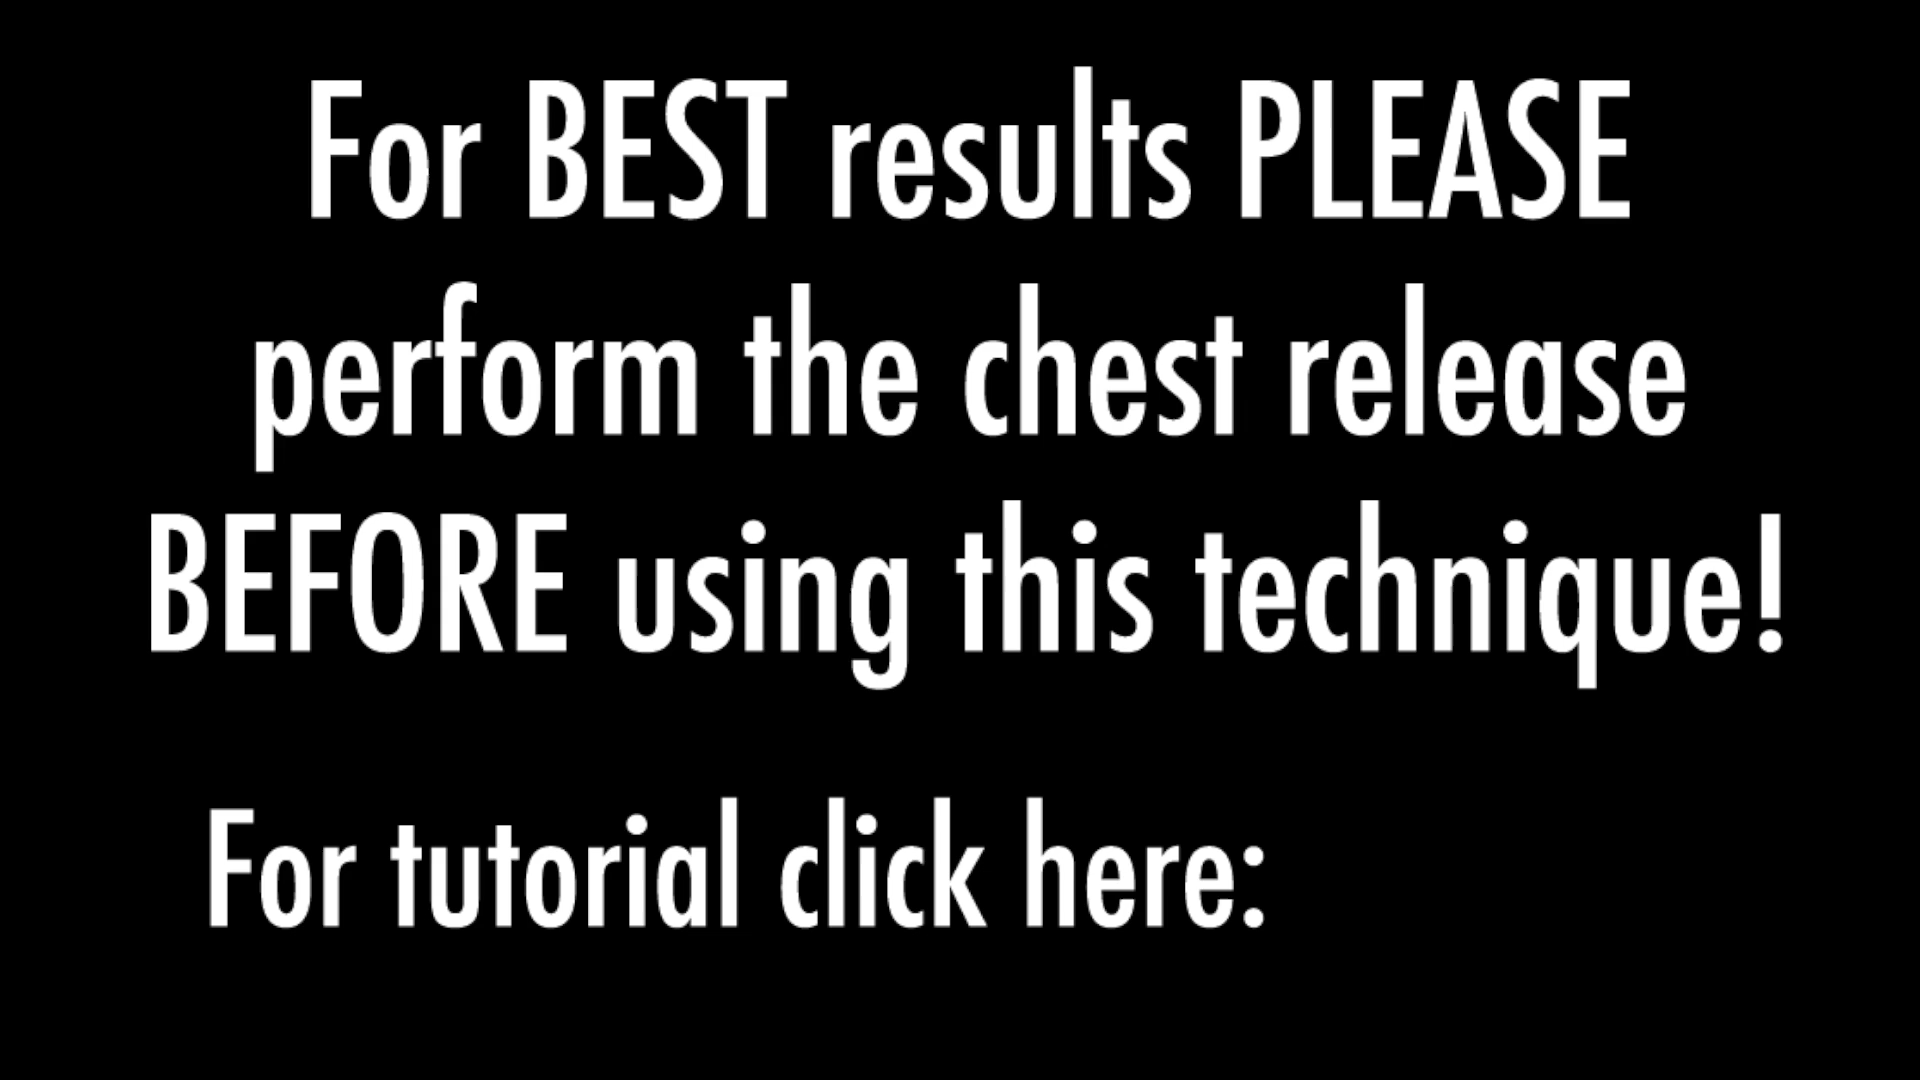 For BEST results PLEASE
perform the chest release
BEFORE using this technique!
For tutorial click here: